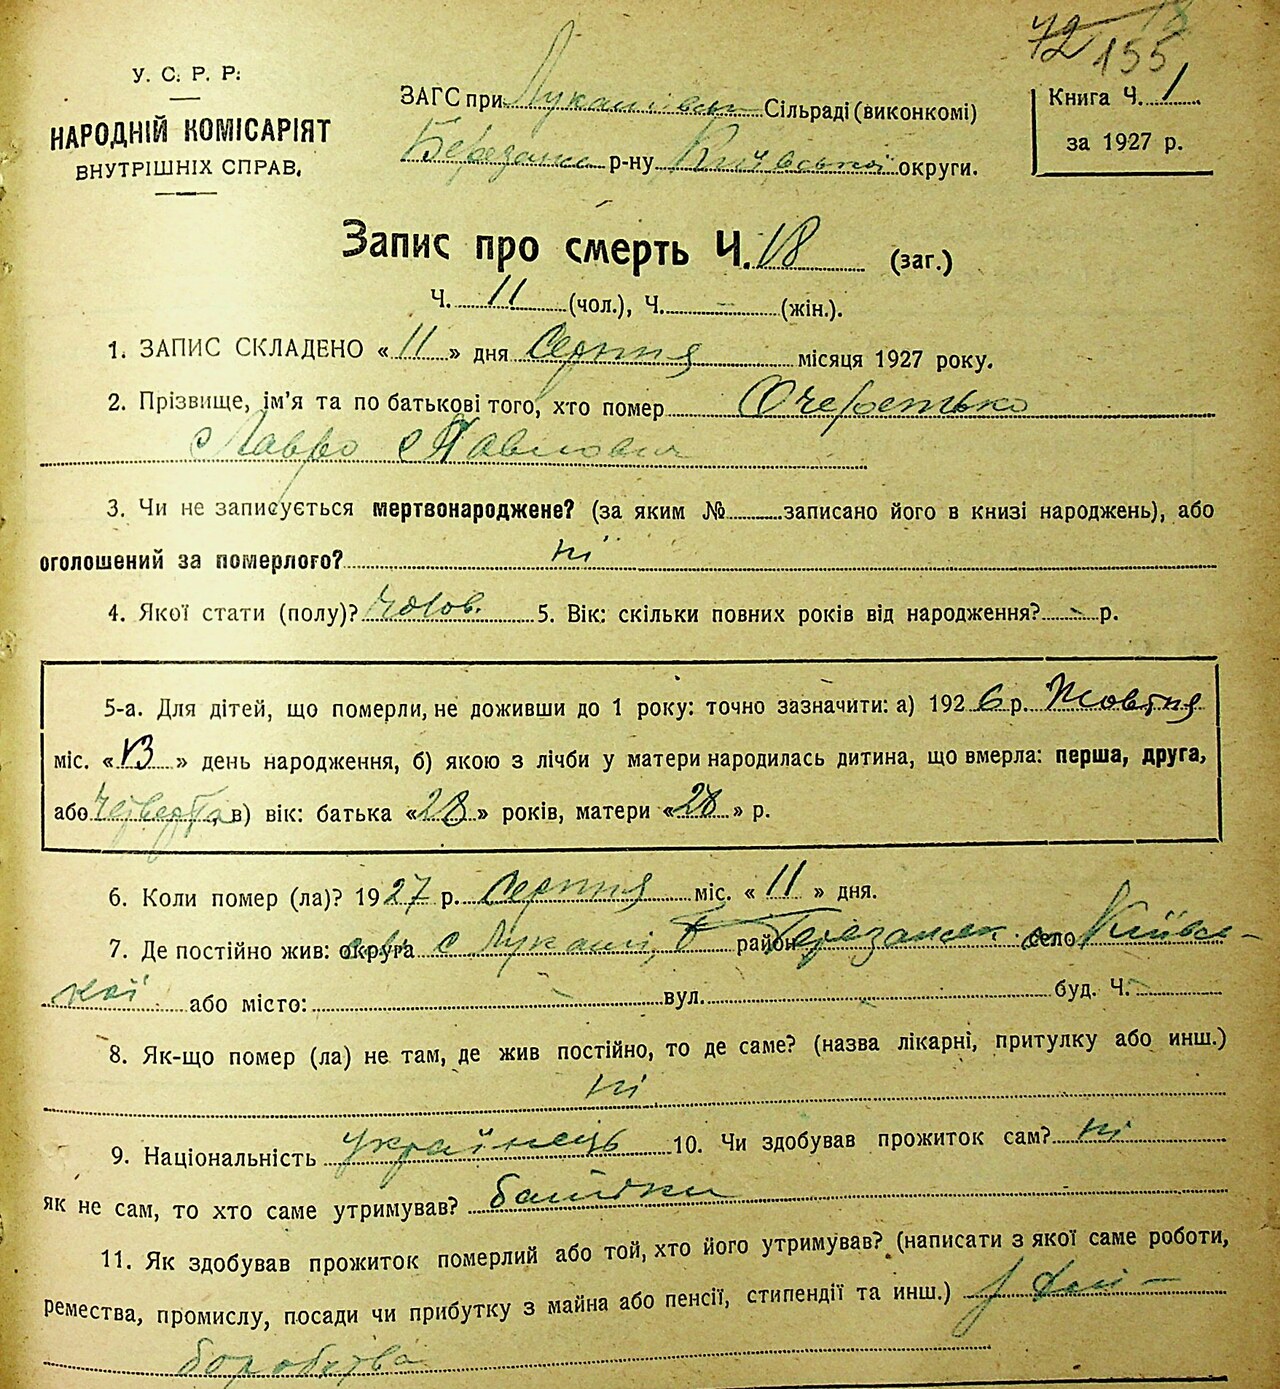 72 155
У. С. Р. Р.
НАРОДНІЙ КОМІСАРІЯТ
ВНУТРІШНІХ СПРАВ.
ЗАГС при Лукашівськ Сільраді (виконкомі)
Березанск р-ну Київської округи.
Книга Ч. 1
за 1927 р.
Запис про смерть Ч. 18 (заг.)
Ч. 11 (чол.), Ч. – (жін.).
1. ЗАПИС СКЛАДЕНО « 11 » дня Серпня місяця 1927 року.
2. Прізвище, ім'я та по батькові того, хто помер Очеретько
Лавро Павлович
3. Чи не записується мертвонароджене? (за яким № записано його в книзі народжень), або
оголошений за померлого? ні
4. Якої стати (полу)? чолов. 5. Вік: скільки повних років від народження? - р.
5-а. Для дітей, що померли, не доживши до 1 року: точно зазначити: а) 1926 р. Жовтня
міс. « 13 » день народження, б) якою з лічби у матери народилась дитина, що вмерла: перша, друга,
або четверта, в) вік: батька « 28 » років, матери « 28 » р.
6. Коли помер (ла)? 1927 р. Серпня міс. « 11 » дня.
7. Де постійно жив: округа с Лукаші, Б район Березанськ село Київсь-
кої або місто: – вул. буд. Ч. –
8. Як-що помер (ла) не там, де жив постійно, то де саме? (назва лікарні, притулку або инш.)
ні
9. Національність українець 10. Чи здобував прожиток сам? ні
як не сам, то хто саме утримував? батьки
11. Як здобував прожиток померлий або той, хто його утримував? (написати з якої саме роботи,
ремества, промислу, посади чи прибутку з майна або пенсії, стипендії та инш.) з хлі-
боробства